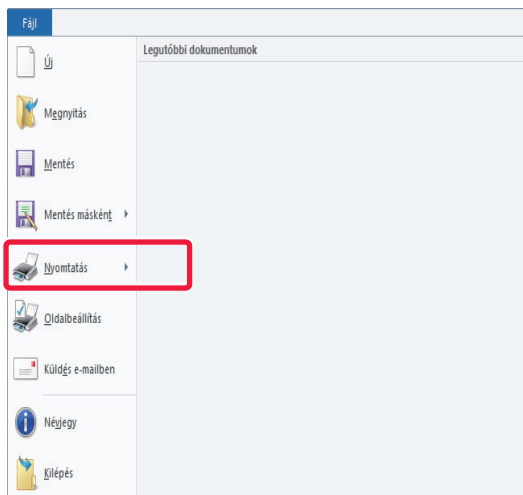 Fájl
Legutóbbi dokumentumok
Új
Megnyitás
Mentés
Mentés másként
Nyomtatás
Oldalbeállítás
Küldés e-mailben
Névjegy
Kilépés